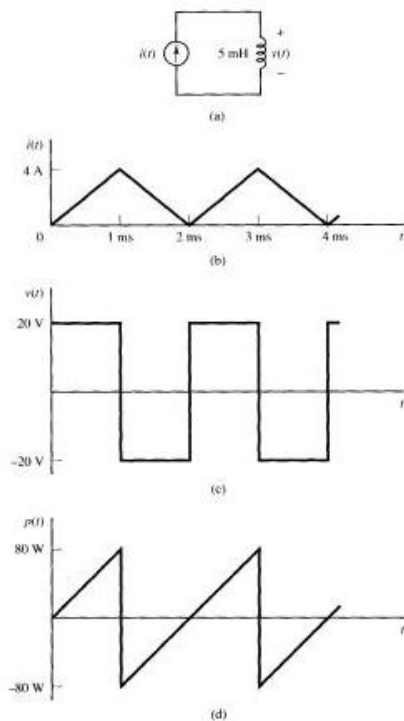 +
i(t) 5 mH v(t)
−
(a)
i(t)
4 A
0 1 ms 2 ms 3 ms 4 ms t
(b)
v(t)
20 V
t
−20 V
(c)
p(t)
80 W
t
−80 W
(d)